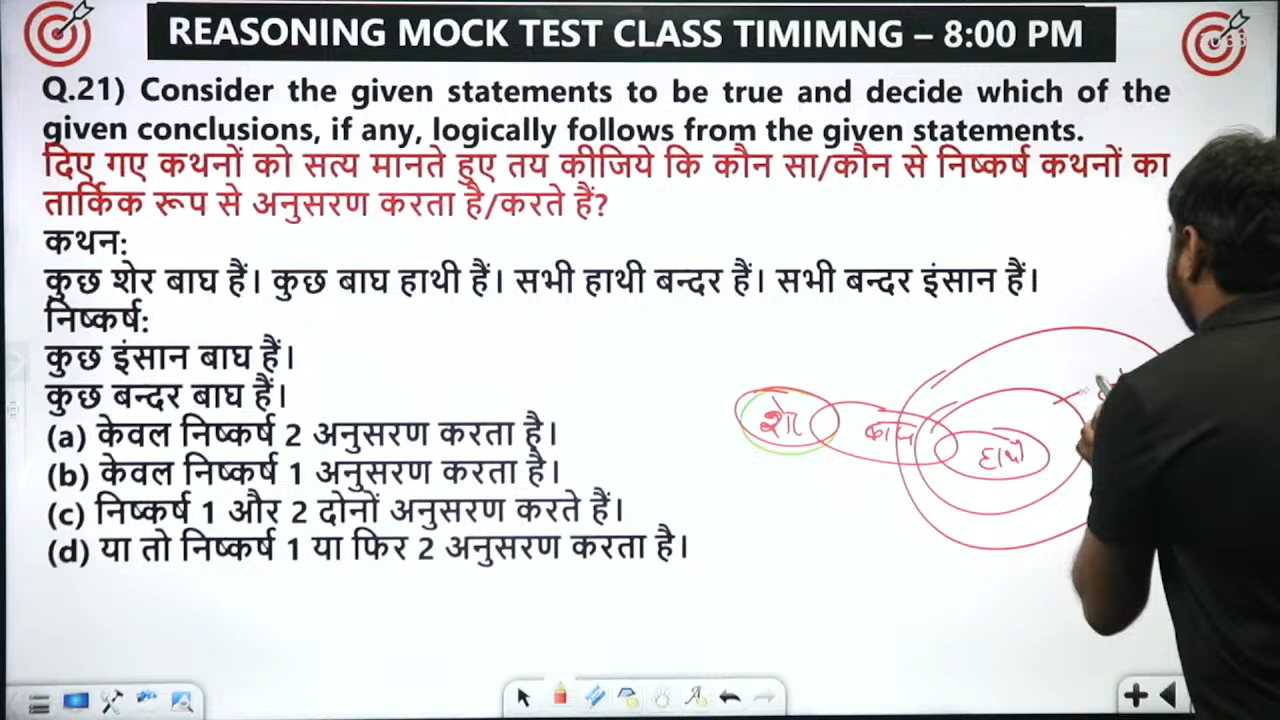 REASONING MOCK TEST CLASS TIMIMNG – 8:00 PM
Q.21) Consider the given statements to be true and decide which of the
given conclusions, if any, logically follows from the given statements.
दिए गए कथनों को सत्य मानते हुए तय कीजिये कि कौन सा/कौन से निष्कर्ष कथनों का
तार्किक रूप से अनुसरण करता है/करते हैं?
कथन:
कुछ शेर बाघ हैं। कुछ बाघ हाथी हैं। सभी हाथी बन्दर हैं। सभी बन्दर इंसान हैं।
निष्कर्ष:
कुछ इंसान बाघ हैं।
कुछ बन्दर बाघ हैं।
(a) केवल निष्कर्ष 2 अनुसरण करता है।
(b) केवल निष्कर्ष 1 अनुसरण करता है।
(c) निष्कर्ष 1 और 2 दोनों अनुसरण करते हैं।
(d) या तो निष्कर्ष 1 या फिर 2 अनुसरण करता है।
शेर बाघ हाथी